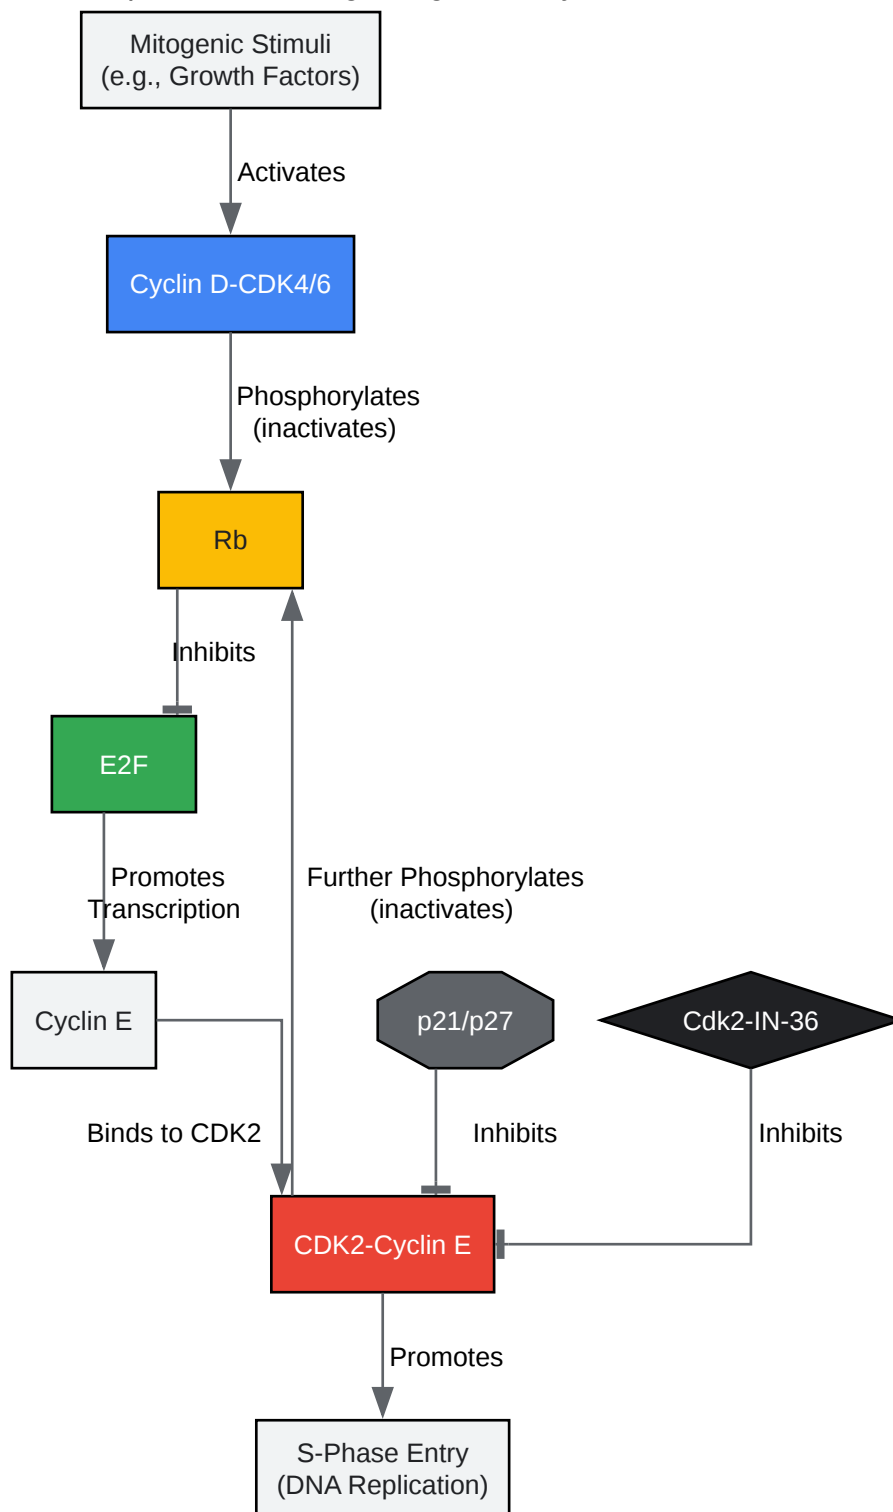 Mitogenic Stimuli
(e.g., Growth Factors)
Activates
Cyclin D-CDK4/6
Phosphorylates
(inactivates)
Rb
Inhibits
E2F
Promotes
Transcription
Further Phosphorylates
(inactivates)
Cyclin E
p21/p27
Cdk2-IN-36
Binds to CDK2
Inhibits
Inhibits
CDK2-Cyclin E
Promotes
S-Phase Entry
(DNA Replication)